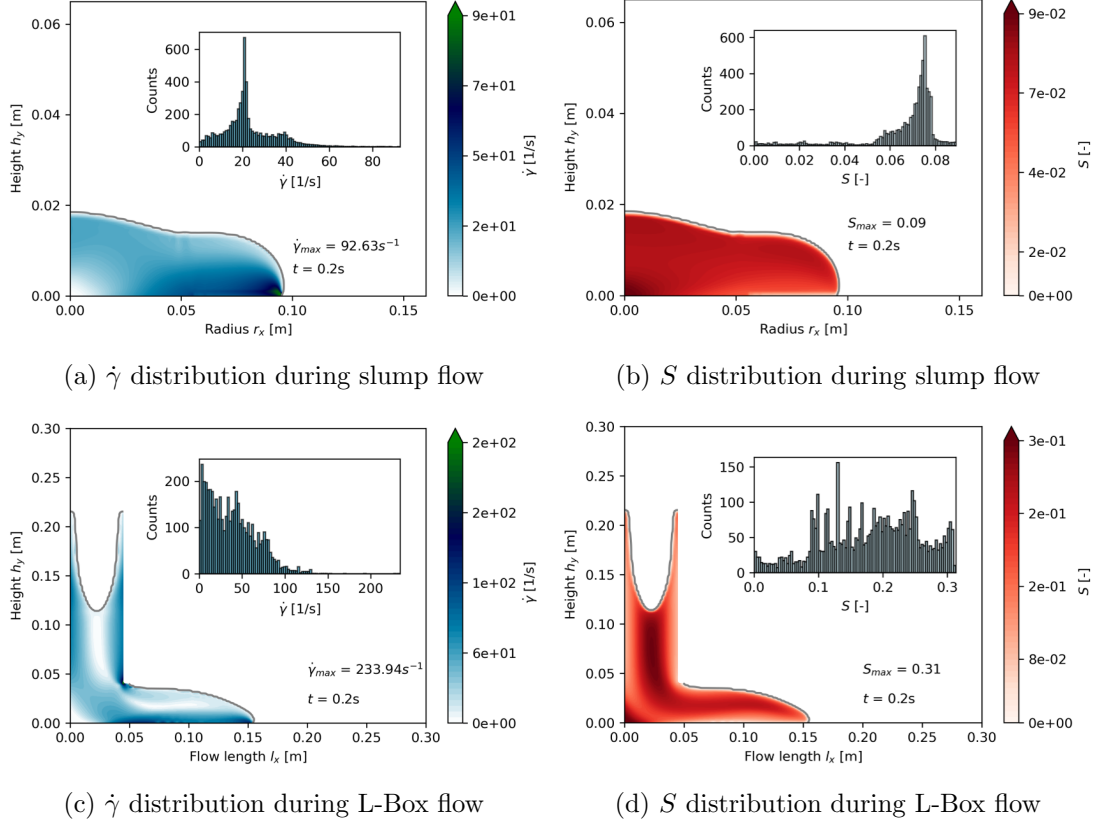 0.06
0.04
0.02
0.00
Height h_y [m]
0.00
0.05
0.10
0.15
Radius r_x [m]
600
400
200
0
Counts
0
20
40
60
80
γ̇ [1/s]
γ̇_max = 92.63s⁻¹
t = 0.2s
9e+01
7e+01
5e+01
2e+01
0e+00
γ̇ [1/s]
(a) γ̇ distribution during slump flow
0.06
0.04
0.02
0.00
Height h_y [m]
0.00
0.05
0.10
0.15
Radius r_x [m]
600
400
200
0
Counts
0.00
0.02
0.04
0.06
0.08
S [-]
S_max = 0.09
t = 0.2s
9e-02
7e-02
4e-02
2e-02
0e+00
S [-]
(b) S distribution during slump flow
0.30
0.25
0.20
0.15
0.10
0.05
0.00
Height h_y [m]
0.00
0.05
0.10
0.15
0.20
0.25
0.30
Flow length l_x [m]
200
100
0
Counts
0
50
100
150
200
γ̇ [1/s]
γ̇_max = 233.94s⁻¹
t = 0.2s
2e+02
2e+02
1e+02
6e+01
0e+00
γ̇ [1/s]
(c) γ̇ distribution during L-Box flow
0.30
0.25
0.20
0.15
0.10
0.05
0.00
Height h_y [m]
0.00
0.05
0.10
0.15
0.20
0.25
0.30
Flow length l_x [m]
150
100
50
0
Counts
0.0
0.1
0.2
0.3
S [-]
S_max = 0.31
t = 0.2s
3e-01
2e-01
2e-01
8e-02
0e+00
S [-]
(d) S distribution during L-Box flow